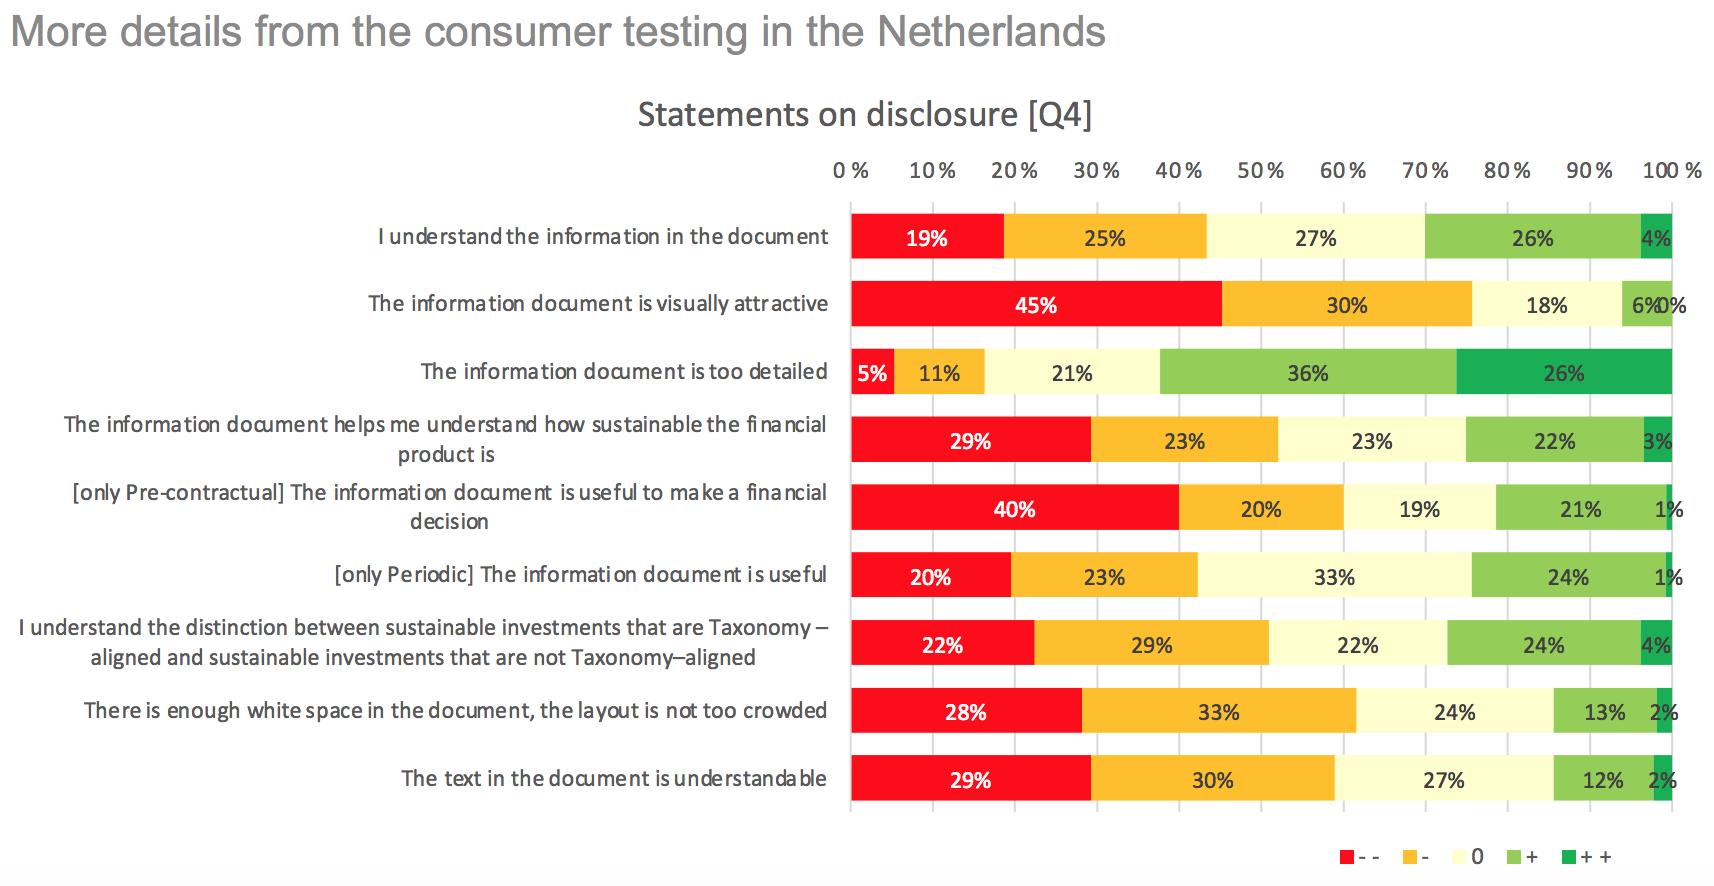 More details from the consumer testing in the Netherlands
Statements on disclosure [Q4]
0% 10% 20% 30% 40% 50% 60% 70% 80% 90% 100%
I understand the information in the document
19% 25% 27% 26% 4%
The information document is visually attractive
45% 30% 18% 6% 0%
The information document is too detailed
5% 11% 21% 36% 26%
The information document helps me understand how sustainable the financial
product is
29% 23% 23% 22% 3%
[only Pre-contractual] The information document is useful to make a financial
decision
40% 20% 19% 21% 1%
[only Periodic] The information document is useful
20% 23% 33% 24% 1%
I understand the distinction between sustainable investments that are Taxonomy –
aligned and sustainable investments that are not Taxonomy–aligned
22% 29% 22% 24% 4%
There is enough white space in the document, the layout is not too crowded
28% 33% 24% 13% 2%
The text in the document is understandable
29% 30% 27% 12% 2%
- - - 0 + + +